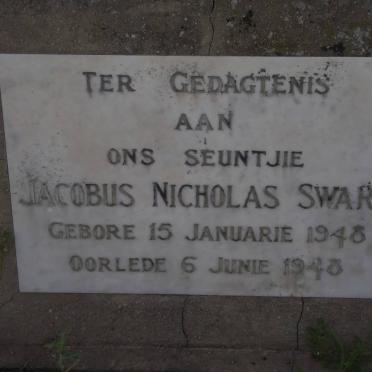 TER GEDAGTENIS
AAN
ONS SEUNTJIE
JACOBUS NICHOLAS SWAR
GEBORE 15 JANUARIE 1948
OORLEDE 6 JUNIE 1948